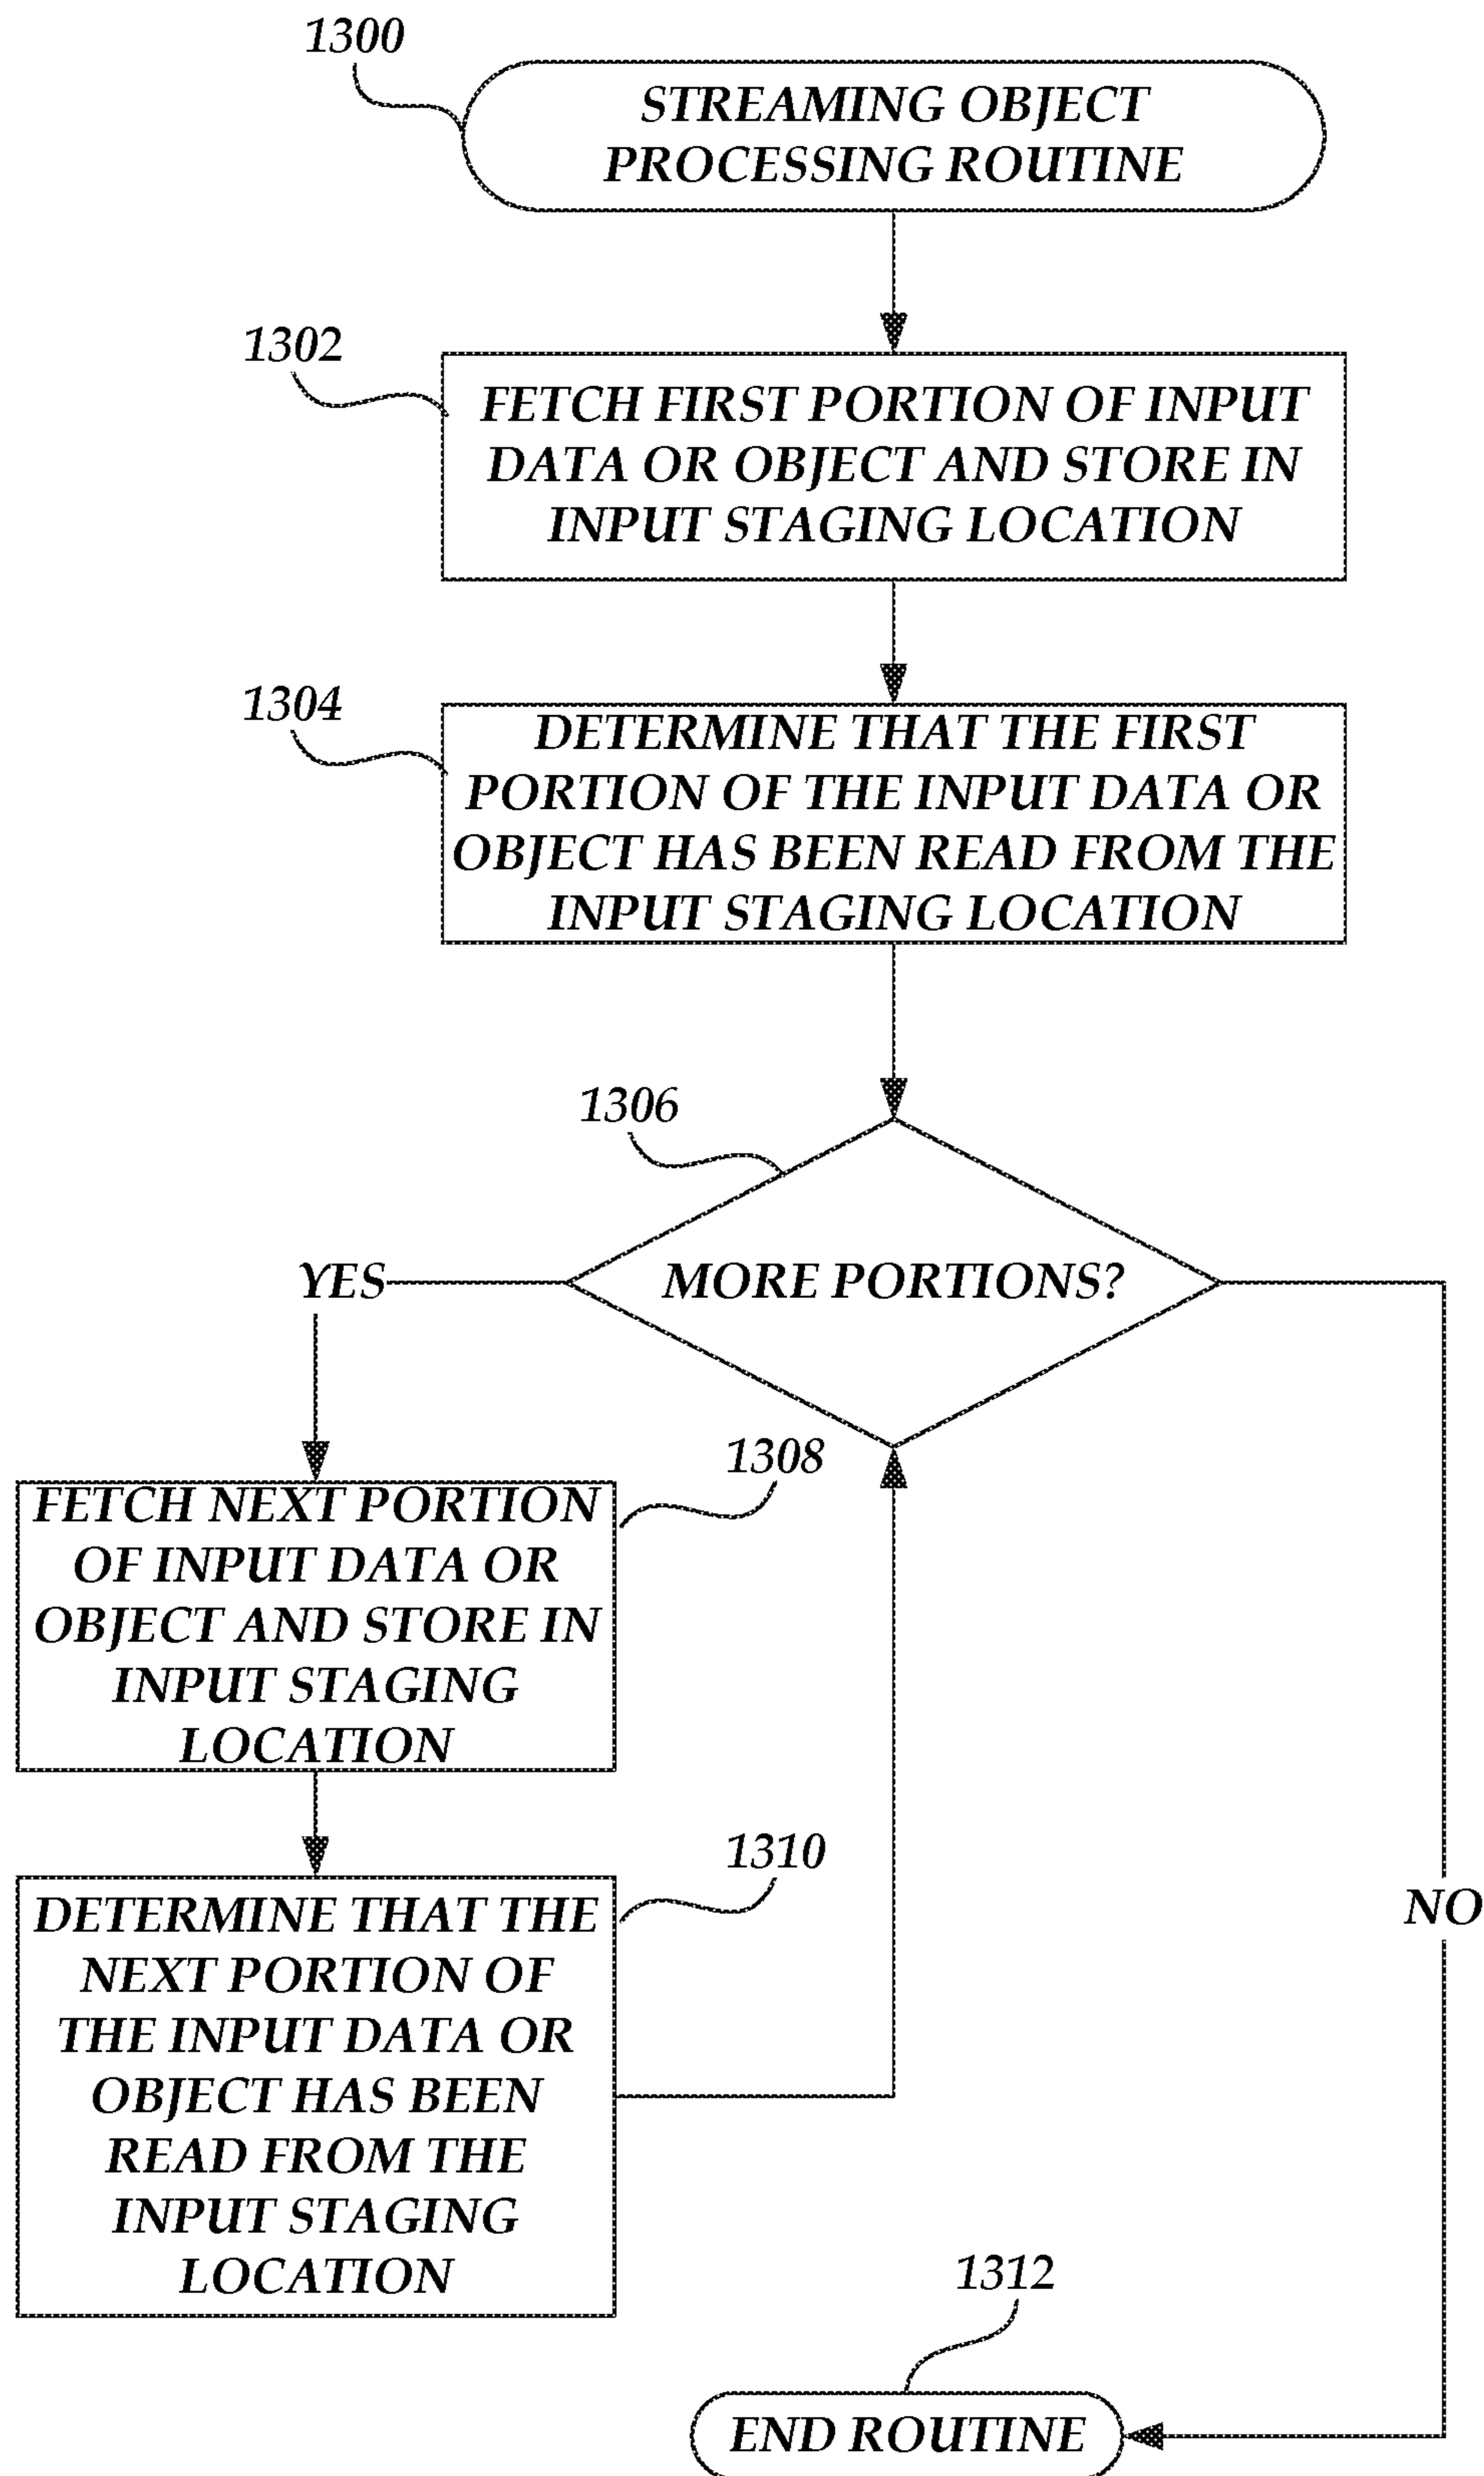 1300
STREAMING OBJECT
PROCESSING ROUTINE
1302
FETCH FIRST PORTION OF INPUT
DATA OR OBJECT AND STORE IN
INPUT STAGING LOCATION
1304
DETERMINE THAT THE FIRST
PORTION OF THE INPUT DATA OR
OBJECT HAS BEEN READ FROM THE
INPUT STAGING LOCATION
1306
MORE PORTIONS?
YES
1308
FETCH NEXT PORTION
OF INPUT DATA OR
OBJECT AND STORE IN
INPUT STAGING
LOCATION
1310
DETERMINE THAT THE
NEXT PORTION OF
THE INPUT DATA OR
OBJECT HAS BEEN
READ FROM THE
INPUT STAGING
LOCATION
NO
1312
END ROUTINE